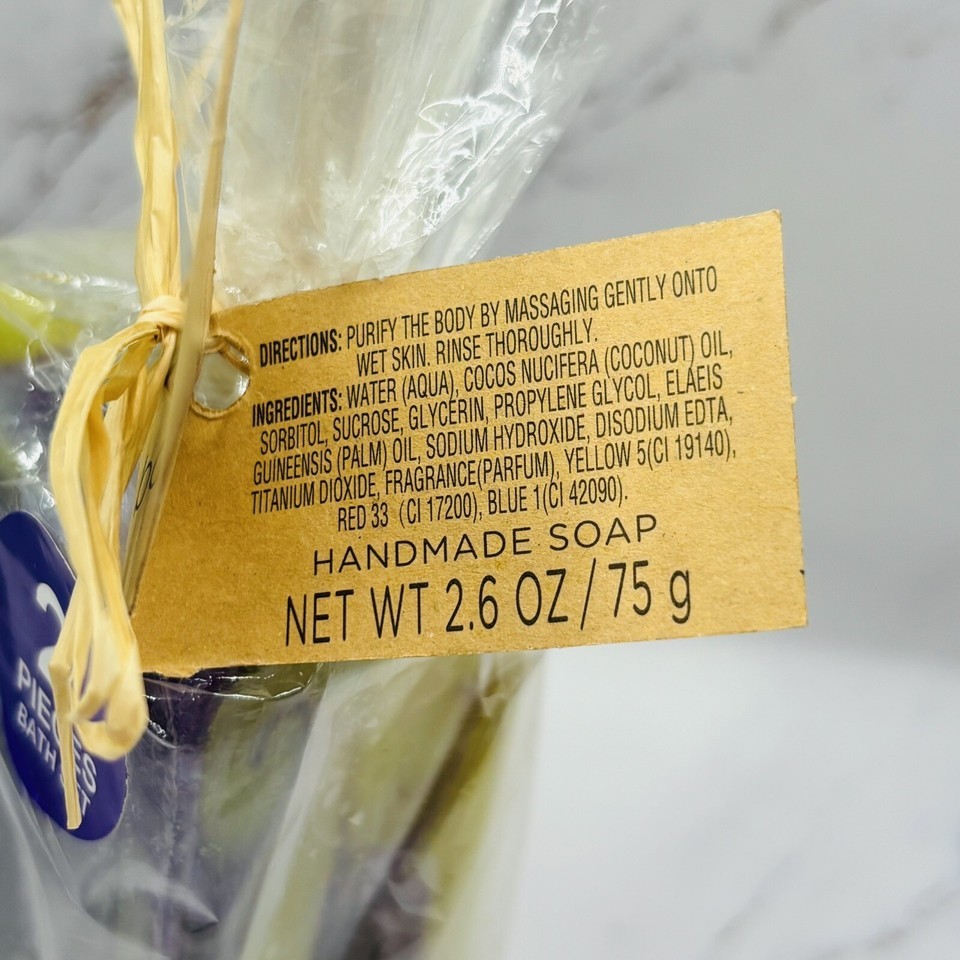 DIRECTIONS: PURIFY THE BODY BY MASSAGING GENTLY ONTO
WET SKIN. RINSE THOROUGHLY.
INGREDIENTS: WATER (AQUA), COCOS NUCIFERA (COCONUT) OIL,
SORBITOL, SUCROSE, GLYCERIN, PROPYLENE GLYCOL, ELAEIS
GUINEENSIS (PALM) OIL, SODIUM HYDROXIDE, DISODIUM EDTA,
TITANIUM DIOXIDE, FRAGRANCE(PARFUM), YELLOW 5(CI 19140),
RED 33 (CI 17200), BLUE 1(CI 42090).
HANDMADE SOAP
NET WT 2.6 OZ / 75 g
BATH